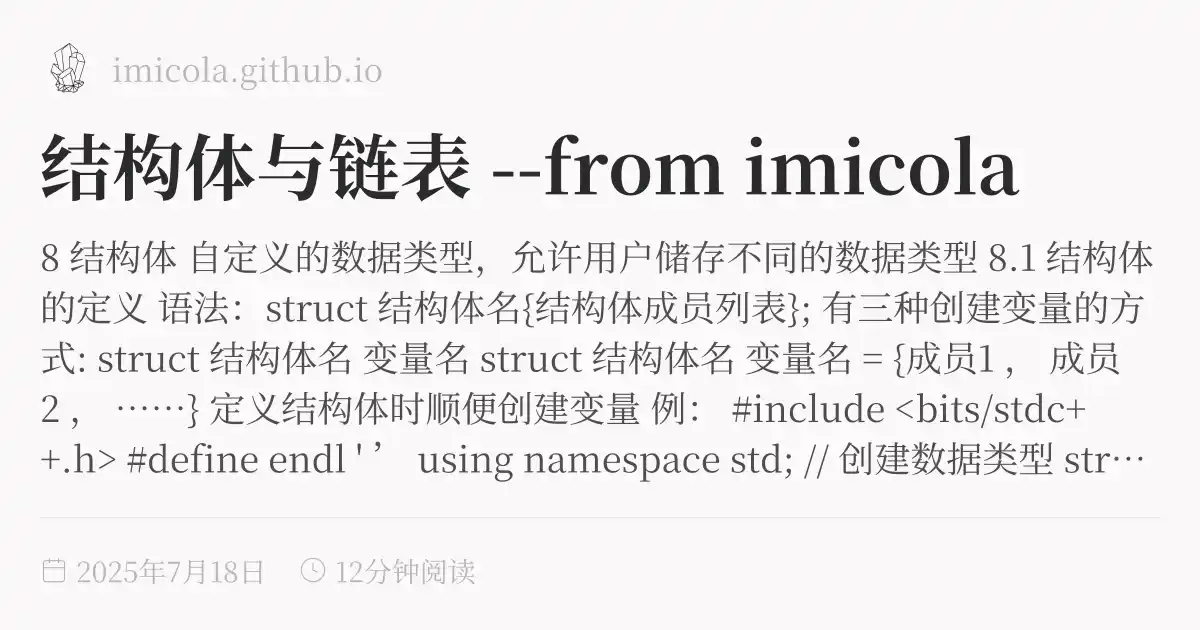 imicola.github.io
结构体与链表 --from imicola
8 结构体 自定义的数据类型，允许用户储存不同的数据类型 8.1 结构体
的定义 语法：struct 结构体名{结构体成员列表}; 有三种创建变量的方
式: struct 结构体名 变量名 struct 结构体名 变量名 = {成员1 ， 成员
2 ， ……} 定义结构体时顺便创建变量 例： #include <bits/stdc+
+.h> #define endl ' ’ using namespace std; // 创建数据类型 str…
2025年7月18日 12分钟阅读